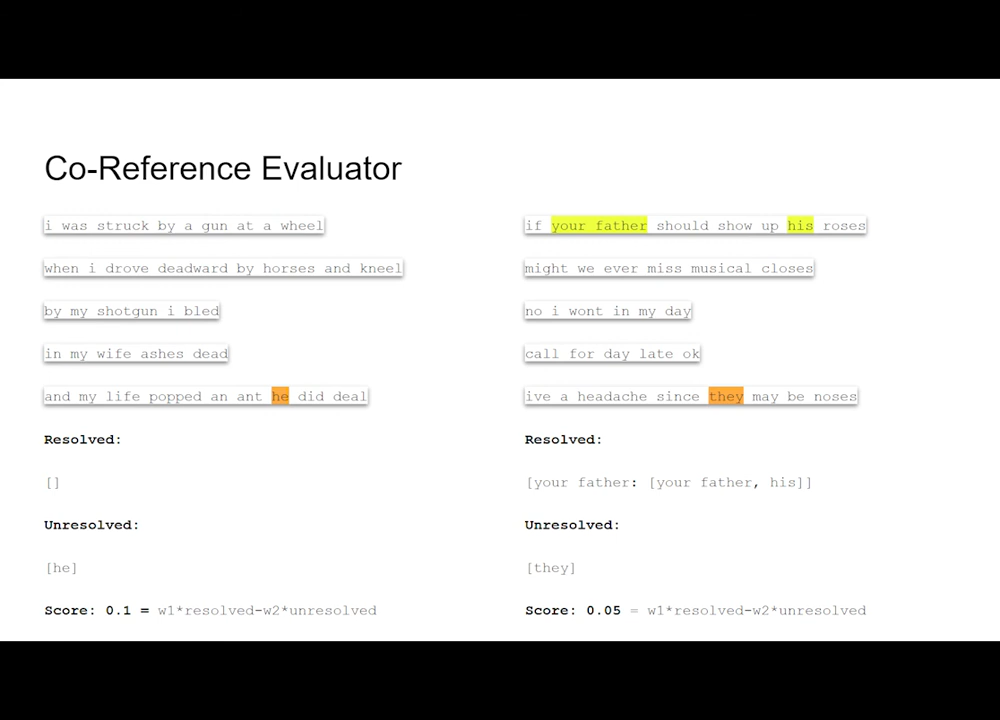 Co-Reference Evaluator
i was struck by a gun at a wheel
when i drove deadward by horses and kneel
by my shotgun i bled
in my wife ashes dead
and my life popped an ant he did deal
Resolved:
[]
Unresolved:
[he]
Score: 0.1 = w1*resolved-w2*unresolved
if your father should show up his roses
might we ever miss musical closes
no i wont in my day
call for day late ok
ive a headache since they may be noses
Resolved:
[your father: [your father, his]]
Unresolved:
[they]
Score: 0.05 = w1*resolved-w2*unresolved